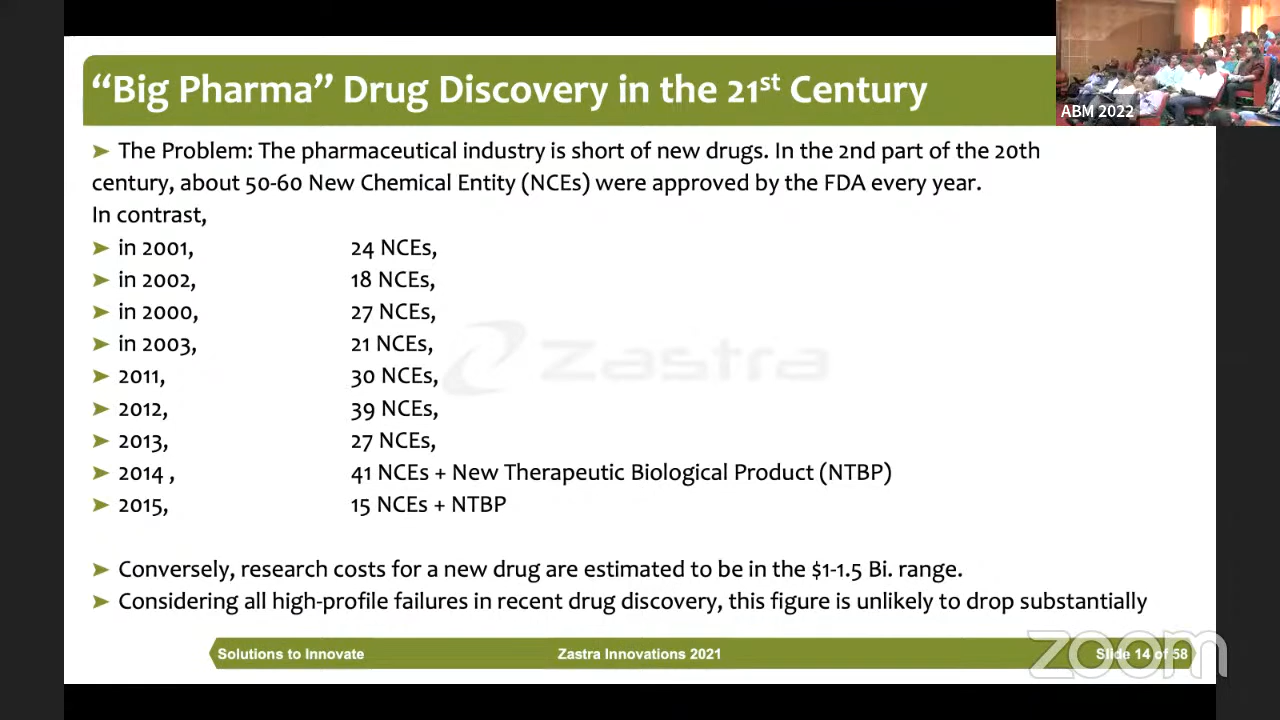 “Big Pharma” Drug Discovery in the 21st Century
ABM 2022
➤ The Problem: The pharmaceutical industry is short of new drugs. In the 2nd part of the 20th
century, about 50-60 New Chemical Entity (NCEs) were approved by the FDA every year.
In contrast,
➤ in 2001, 24 NCEs,
➤ in 2002, 18 NCEs,
➤ in 2000, 27 NCEs,
➤ in 2003, 21 NCEs,
➤ 2011, 30 NCEs,
➤ 2012, 39 NCEs,
➤ 2013, 27 NCEs,
➤ 2014 , 41 NCEs + New Therapeutic Biological Product (NTBP)
➤ 2015, 15 NCEs + NTBP
Zastra
➤ Conversely, research costs for a new drug are estimated to be in the $1-1.5 Bi. range.
➤ Considering all high-profile failures in recent drug discovery, this figure is unlikely to drop substantially
Solutions to Innovate Zastra Innovations 2021 Slide 14 of 58
zoom